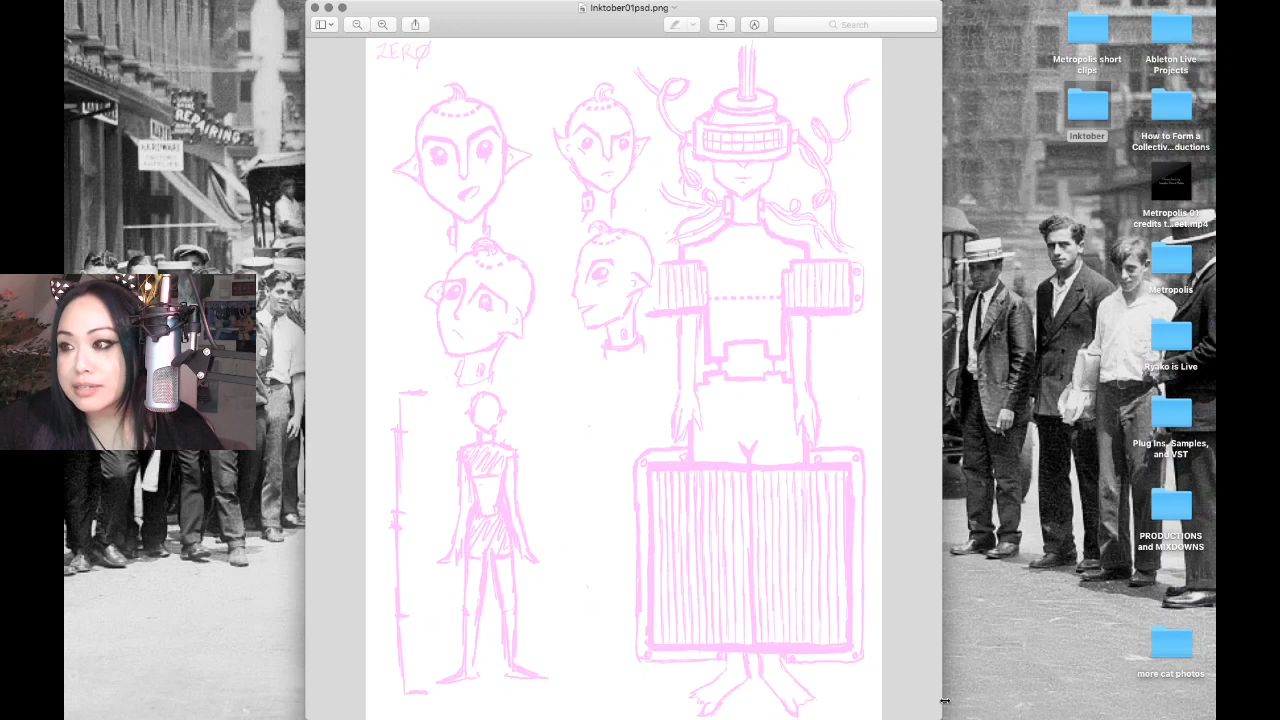 Inktober01psd.png
Search
ZERØ
REPAIRING
Metropolis short
clips
Ableton Live
Projects
Inktober
How to Form a
Collectiv...ductions
Metropolis 01
credits t...eet.mp4
Metropolis
Ryoko is Live
Plug Ins, Samples,
and VST
PRODUCTIONS
and MIXDOWNS
more cat photos